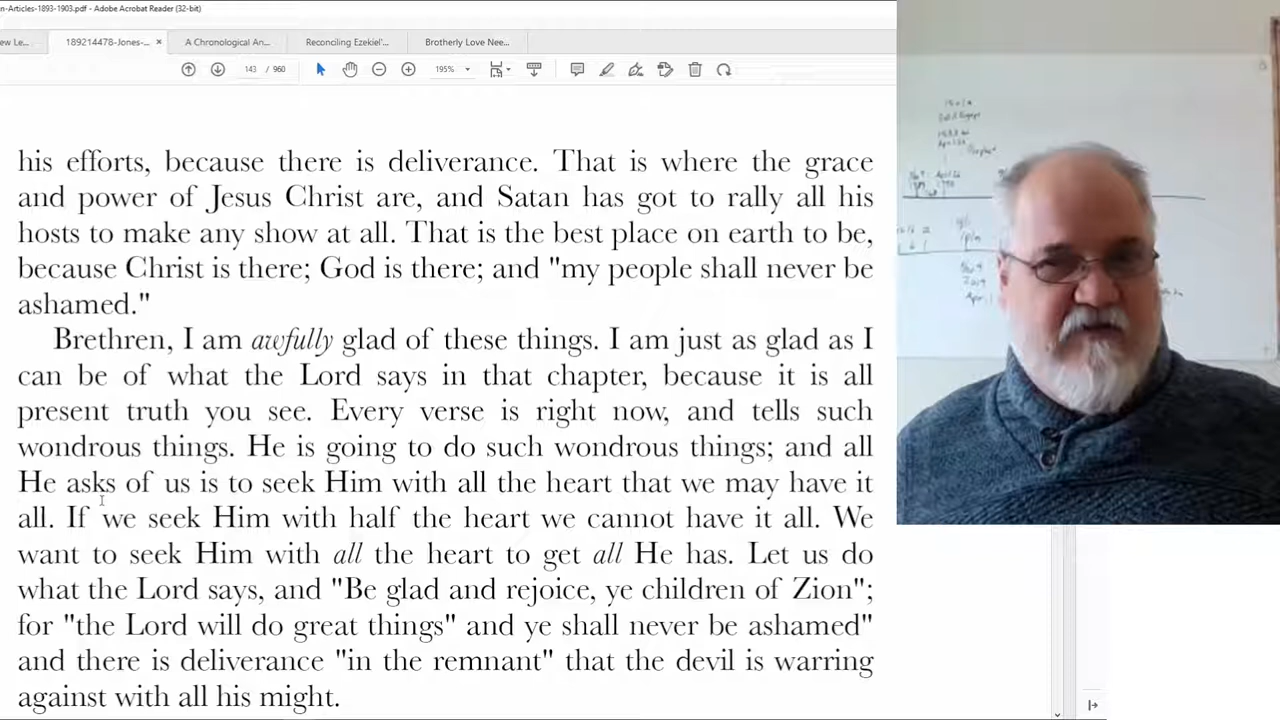 n-Articles-1893-1903.pdf - Adobe Acrobat Reader (32-bit)
ew Le... 189214478-Jones-... × A Chronological An... Reconciling Ezekiel'... Brotherly Love Nee...
143 / 960 195%
his efforts, because there is deliverance. That is where the grace
and power of Jesus Christ are, and Satan has got to rally all his
hosts to make any show at all. That is the best place on earth to be,
because Christ is there; God is there; and "my people shall never be
ashamed."
Brethren, I am awfully glad of these things. I am just as glad as I
can be of what the Lord says in that chapter, because it is all
present truth you see. Every verse is right now, and tells such
wondrous things. He is going to do such wondrous things; and all
He asks of us is to seek Him with all the heart that we may have it
all. If we seek Him with half the heart we cannot have it all. We
want to seek Him with all the heart to get all He has. Let us do
what the Lord says, and "Be glad and rejoice, ye children of Zion";
for "the Lord will do great things" and ye shall never be ashamed"
and there is deliverance "in the remnant" that the devil is warring
against with all his might.